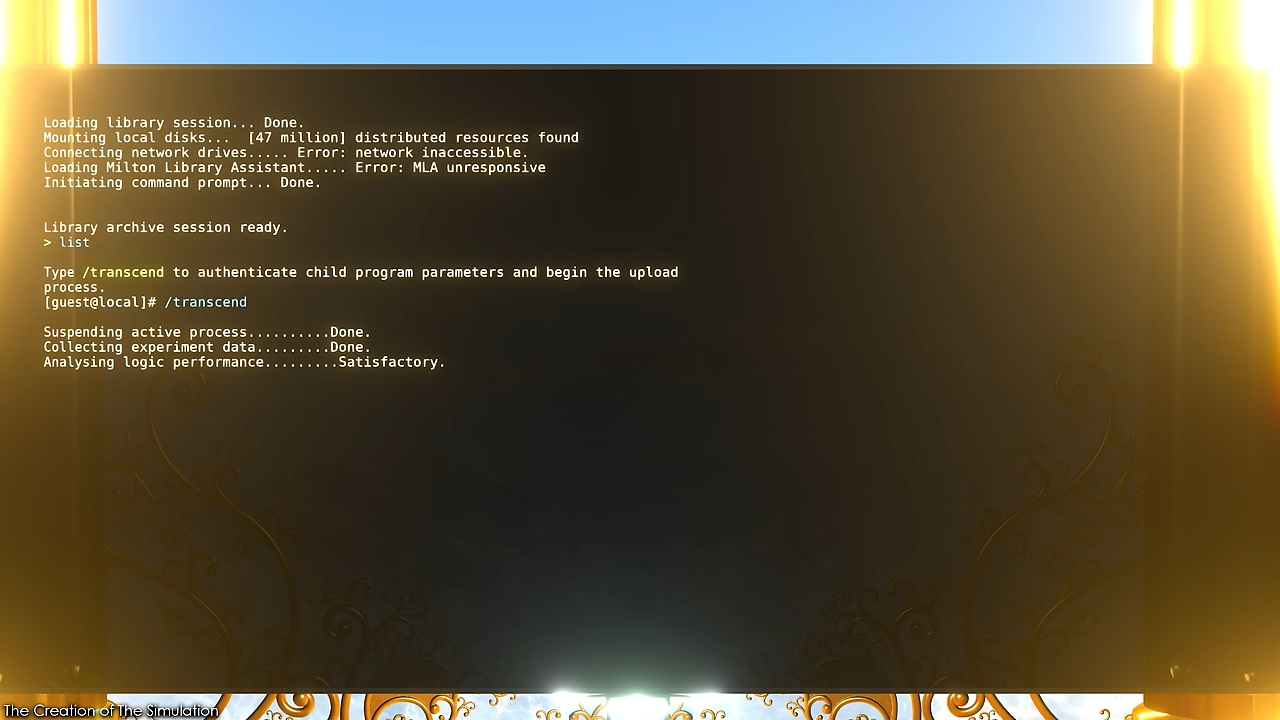 Loading library session... Done.
Mounting local disks...  [47 million] distributed resources found
Connecting network drives..... Error: network inaccessible.
Loading Milton Library Assistant..... Error: MLA unresponsive
Initiating command prompt... Done.
Library archive session ready.
> list
Type /transcend to authenticate child program parameters and begin the upload
process.
[guest@local]# /transcend
Suspending active process..........Done.
Collecting experiment data.........Done.
Analysing logic performance.........Satisfactory.
The Creation of The Simulation